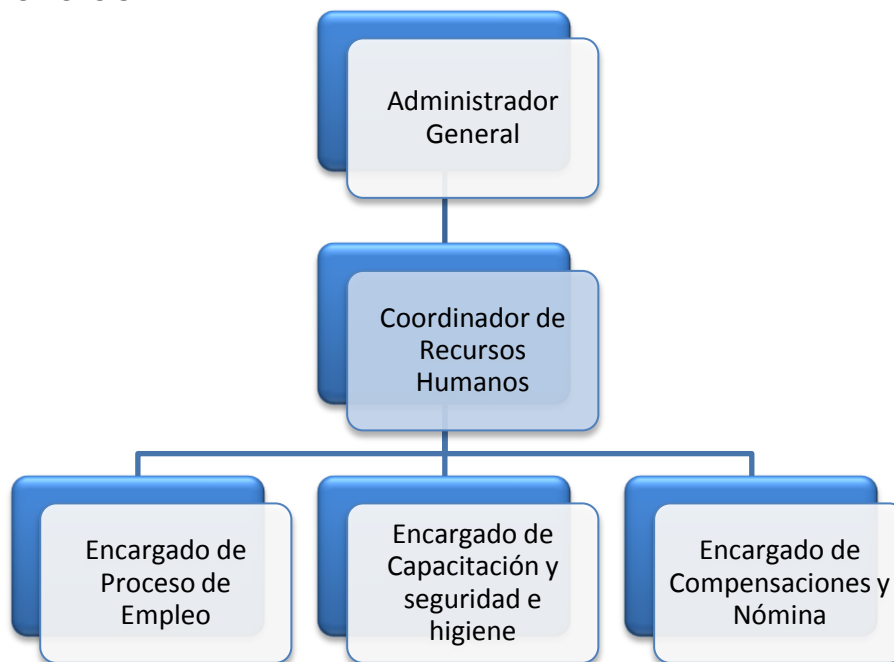 Administrador
General
Coordinador de
Recursos
Humanos
Encargado de
Proceso de
Empleo
Encargado de
Capacitación y
seguridad e
higiene
Encargado de
Compensaciones y
Nómina